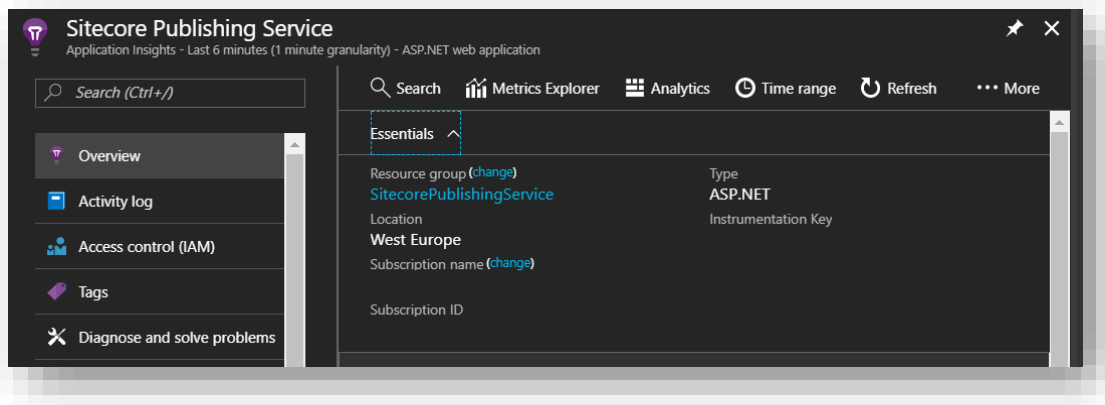 Sitecore Publishing Service
Application Insights - Last 6 minutes (1 minute granularity) - ASP.NET web application
Search (Ctrl+/)
Overview
Activity log
Access control (IAM)
Tags
Diagnose and solve problems
Search Metrics Explorer Analytics Time range Refresh ••• More
Essentials
Resource group (change)
SitecorePublishingService
Location
West Europe
Subscription name (change)
Subscription ID
Type
ASP.NET
Instrumentation Key